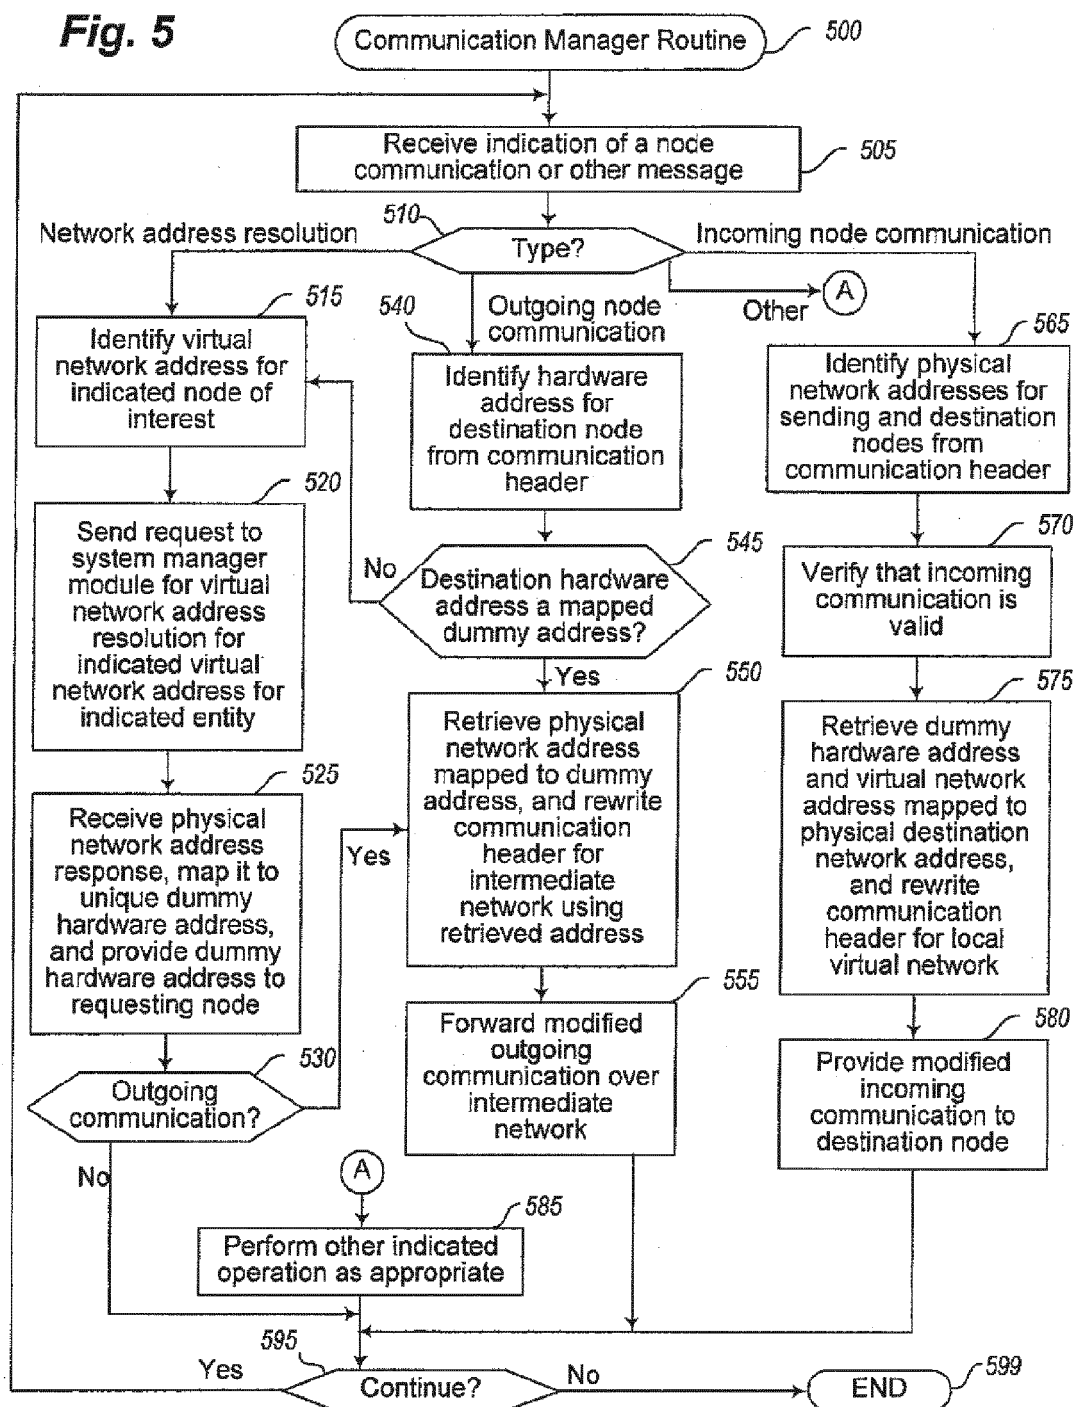 Fig. 5
Communication Manager Routine
500
Receive indication of a node
communication or other message
505
510
Type?
Network address resolution
Incoming node communication
Outgoing node
communication
Other
A
515
Identify virtual
network address for
indicated node of
interest
540
Identify hardware
address for
destination node
from communication
header
565
Identify physical
network addresses for
sending and destination
nodes from
communication header
520
Send request to
system manager
module for virtual
network address
resolution for
indicated virtual
network address for
indicated entity
No
545
Destination hardware
address a mapped
dummy address?
Yes
570
Verify that incoming
communication is
valid
525
Receive physical
network address
response, map it to
unique dummy
hardware address,
and provide dummy
hardware address to
requesting node
Yes
550
Retrieve physical
network address
mapped to dummy
address, and rewrite
communication
header for
intermediate
network using
retrieved address
575
Retrieve dummy
hardware address
and virtual network
address mapped to
physical destination
network address,
and rewrite
communication
header for local
virtual network
530
Outgoing
communication?
No
555
Forward modified
outgoing
communication over
intermediate
network
580
Provide modified
incoming
communication to
destination node
A
585
Perform other indicated
operation as appropriate
595
Continue?
Yes
No
END
599